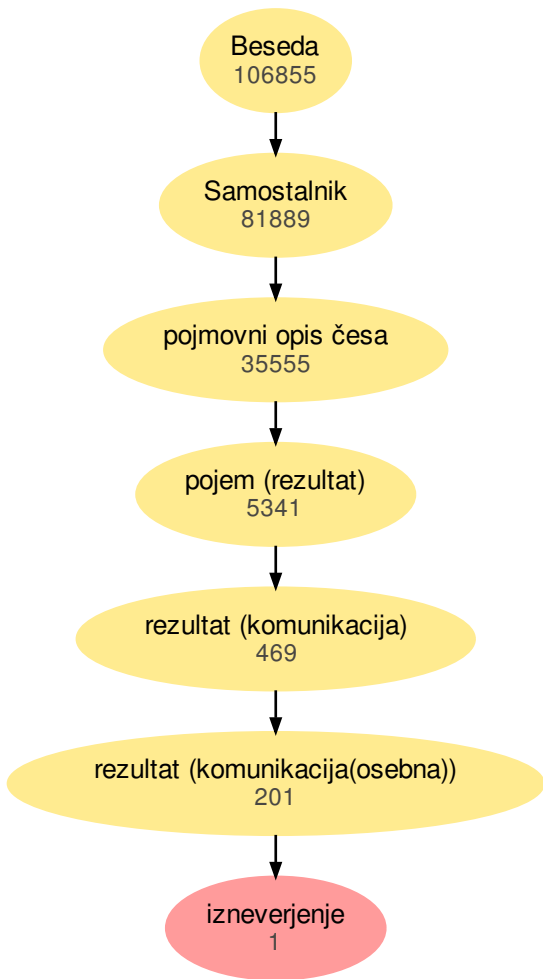 Beseda
106855
Samostalnik
81889
pojmovni opis česa
35555
pojem (rezultat)
5341
rezultat (komunikacija)
469
rezultat (komunikacija(osebna))
201
izneverjenje
1